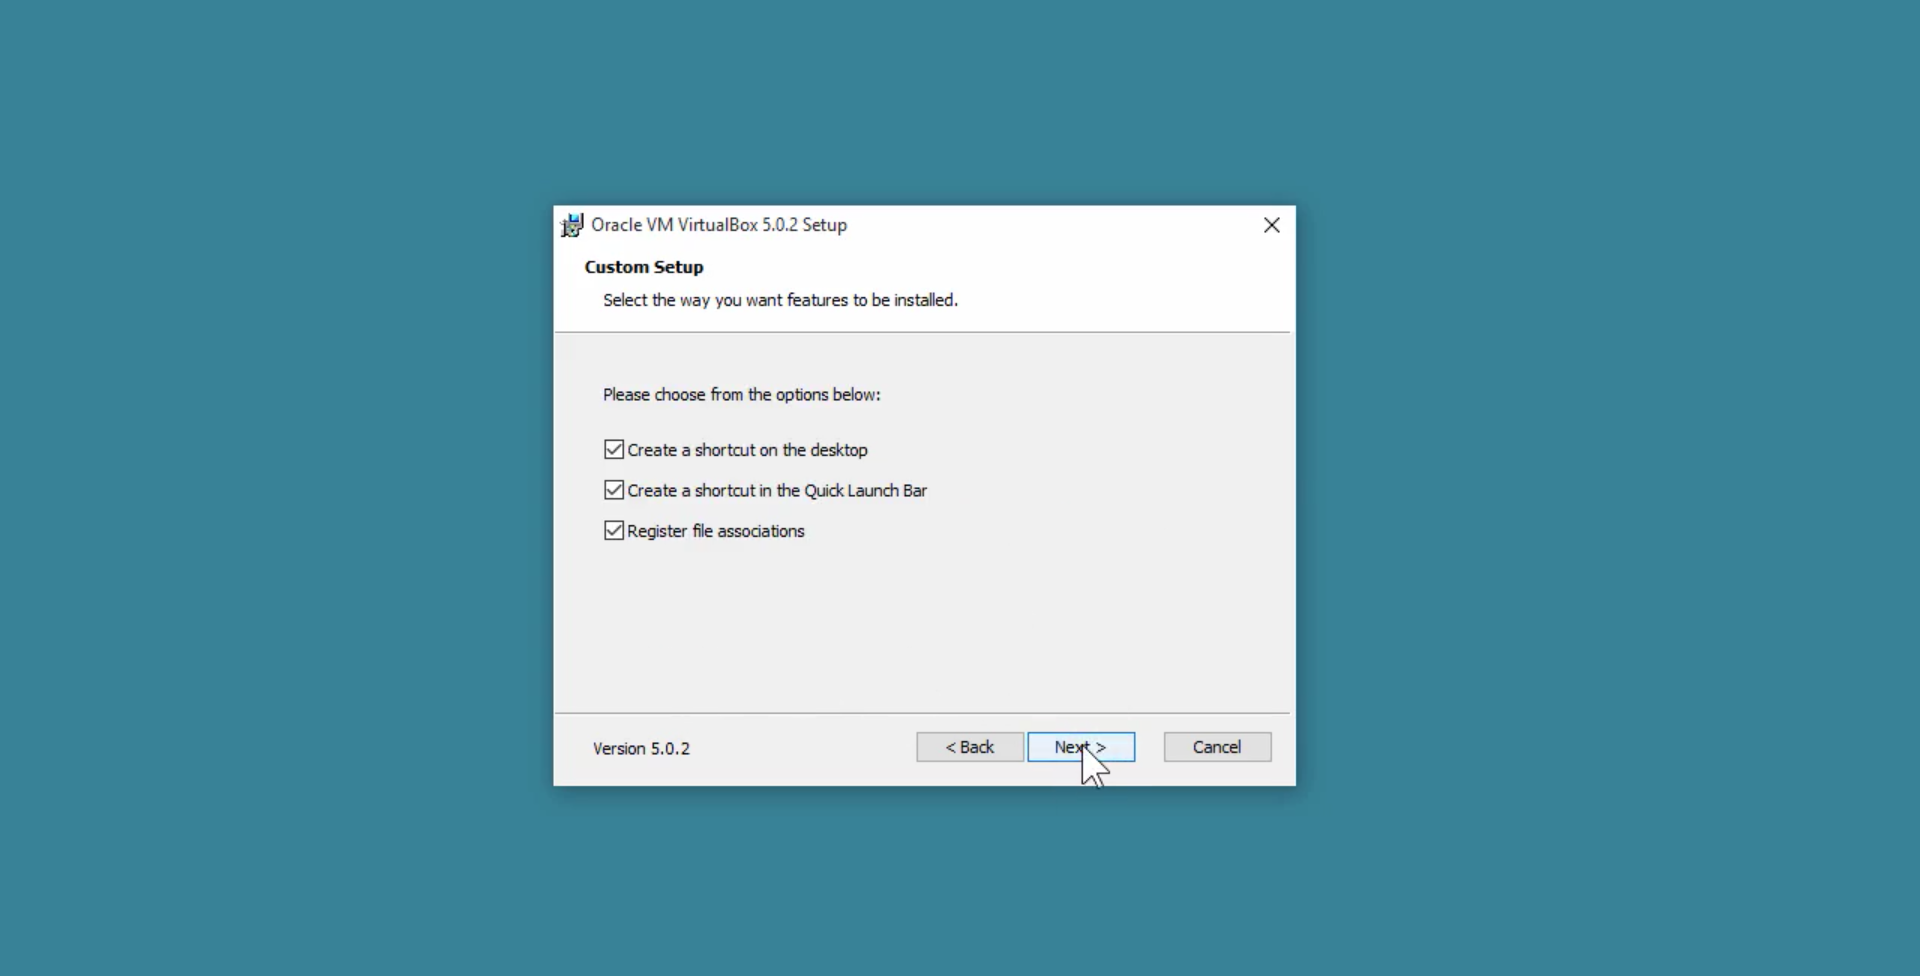 Oracle VM VirtualBox 5.0.2 Setup
Custom Setup
Select the way you want features to be installed.
Please choose from the options below:
Create a shortcut on the desktop
Create a shortcut in the Quick Launch Bar
Register file associations
Version 5.0.2
< Back
Next >
Cancel